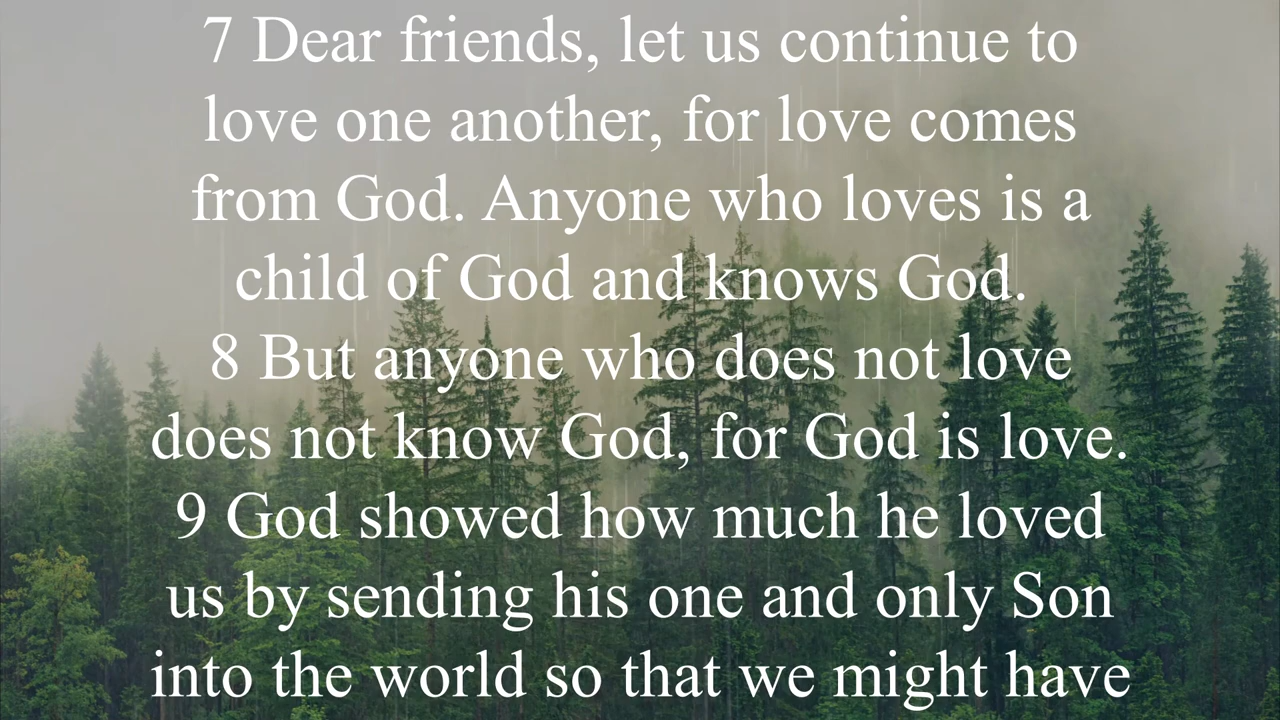 7 Dear friends, let us continue to
love one another, for love comes
from God. Anyone who loves is a
child of God and knows God.
8 But anyone who does not love
does not know God, for God is love.
9 God showed how much he loved
us by sending his one and only Son
into the world so that we might have